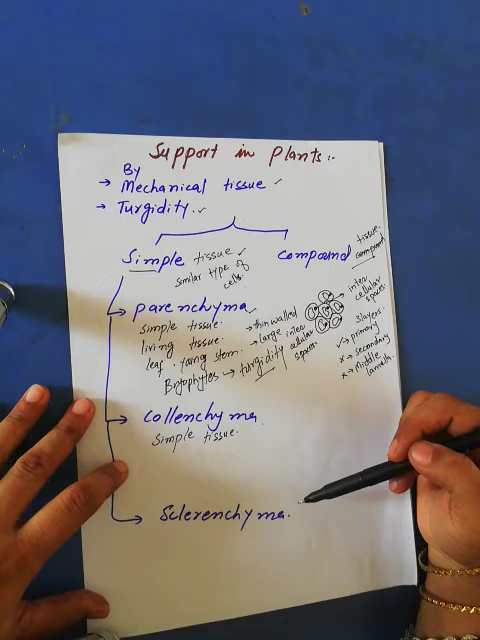 Support in Plants :-
By
→ Mechanical tissue ✓
→ Turgidity. ✓
Simple tissue ✓
similar type of
cells.
compound tissue.
compound
→ parenchyma ✓
simple tissue.
living tissue.
leaf. young stem.
Bryophytes → turgidity
→ thin walled
→ large inter
cellular
spaces
→ inter
cellular
spaces.
3 layers.
✓ → primary
x → secondary
x → middle
lamella.
→ collenchyma.
simple tissue.
→ Sclerenchyma.